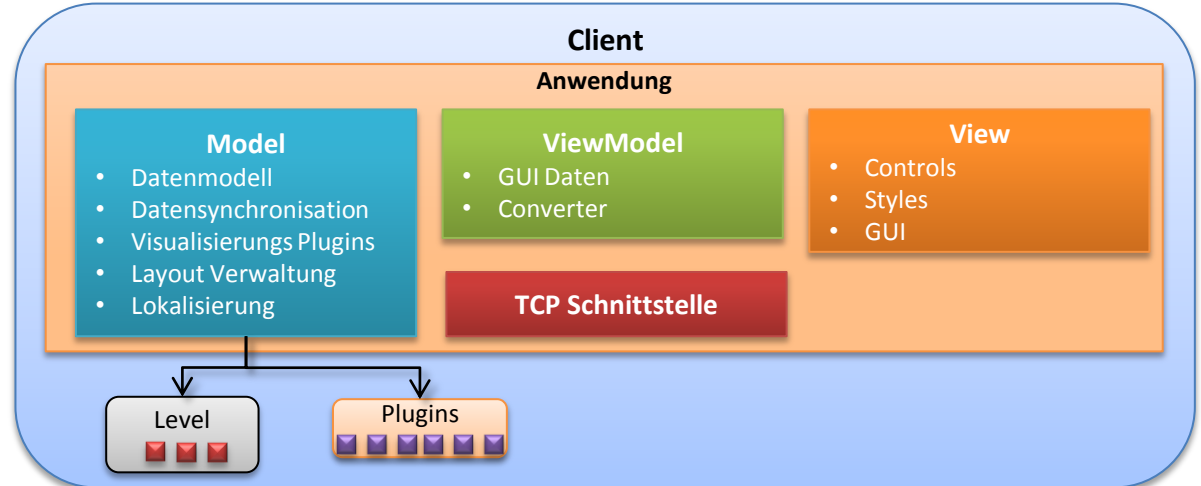 Client
Anwendung
Model
• Datenmodell
• Datensynchronisation
• Visualisierungs Plugins
• Layout Verwaltung
• Lokalisierung
ViewModel
• GUI Daten
• Converter
TCP Schnittstelle
View
• Controls
• Styles
• GUI
Level
Plugins